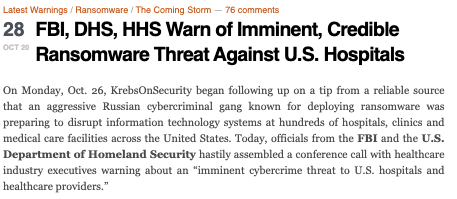 Latest Warnings / Ransomware / The Coming Storm — 76 comments
28 FBI, DHS, HHS Warn of Imminent, Credible
OCT 20 Ransomware Threat Against U.S. Hospitals
On Monday, Oct. 26, KrebsOnSecurity began following up on a tip from a reliable source
that an aggressive Russian cybercriminal gang known for deploying ransomware was
preparing to disrupt information technology systems at hundreds of hospitals, clinics and
medical care facilities across the United States. Today, officials from the FBI and the U.S.
Department of Homeland Security hastily assembled a conference call with healthcare
industry executives warning about an “imminent cybercrime threat to U.S. hospitals and
healthcare providers.”